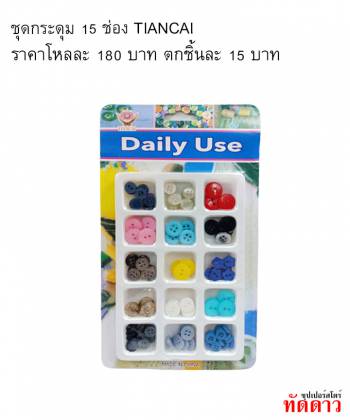 ชุดกระดุม 15 ช่อง TIANCAI
ราคาโหลละ 180 บาท ตกชิ้นละ 15 บาท
Daily Use
ซุปเปอร์สโตร์
ทัดดาว